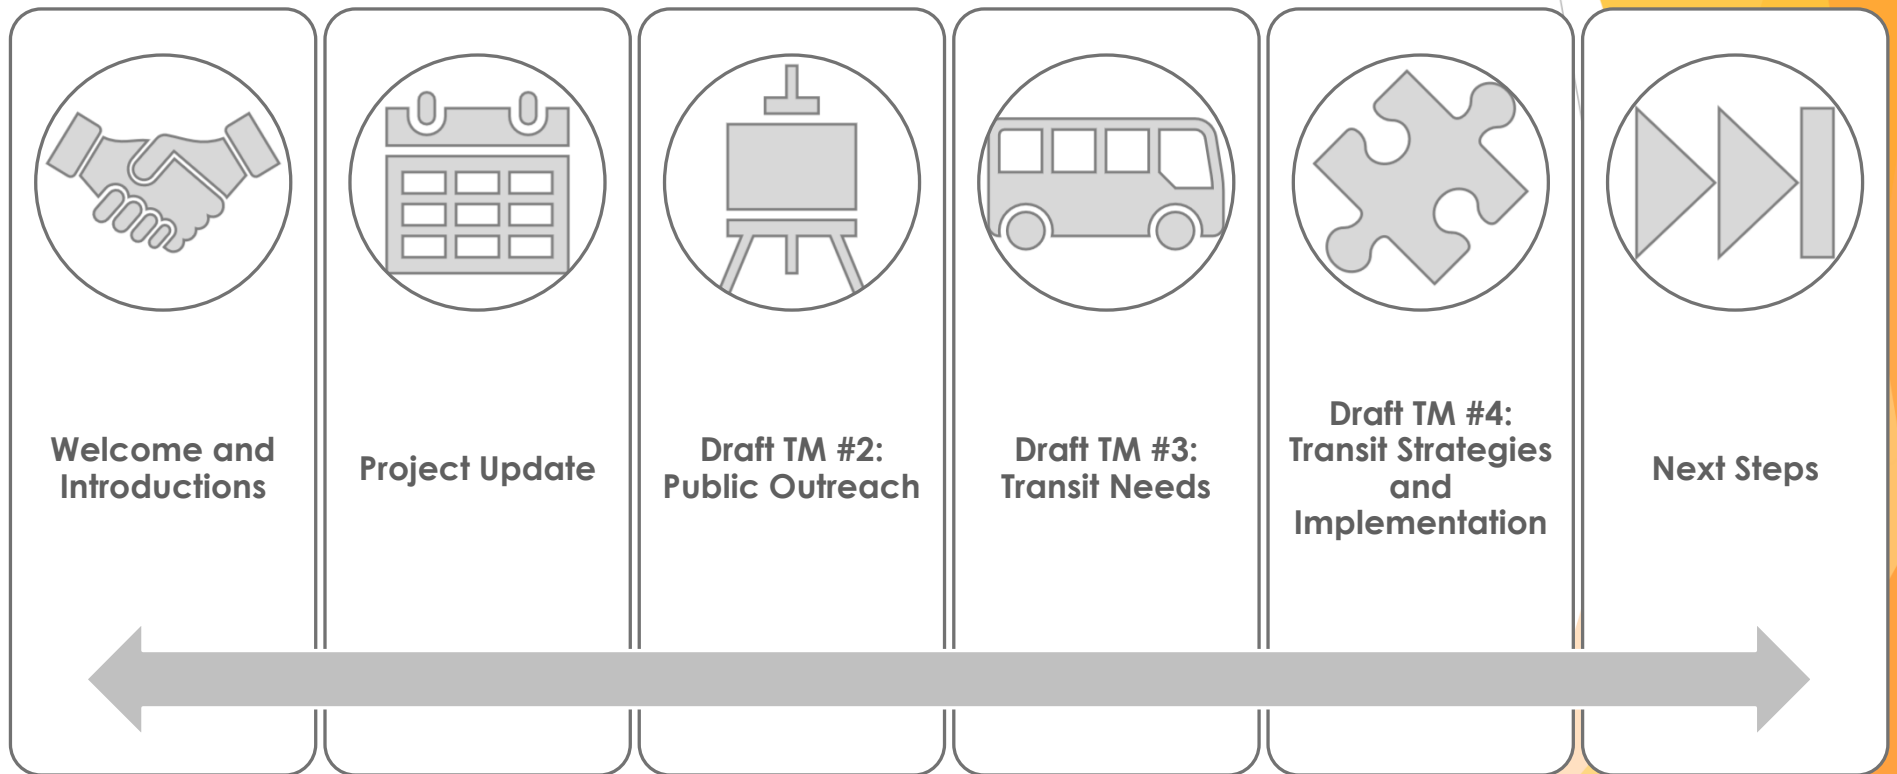 Welcome and
Introductions
Project Update
Draft TM #2:
Public Outreach
Draft TM #3:
Transit Needs
Draft TM #4:
Transit Strategies
and
Implementation
Next Steps